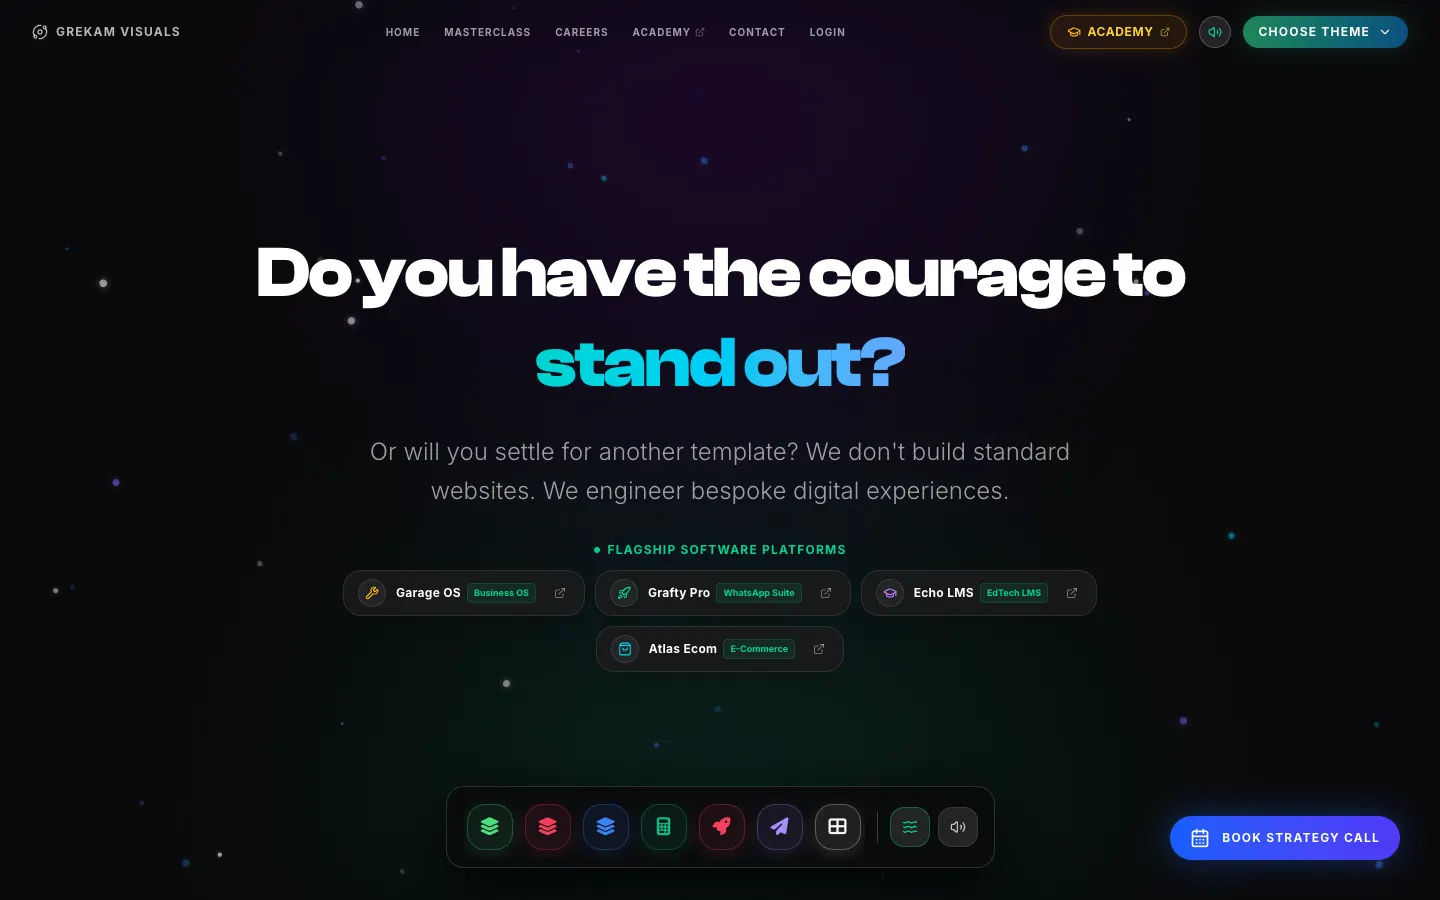 GREKAM VISUALS
HOME MASTERCLASS CAREERS ACADEMY CONTACT LOGIN
ACADEMY
CHOOSE THEME
Do you have the courage to
stand out?
Or will you settle for another template? We don't build standard
websites. We engineer bespoke digital experiences.
FLAGSHIP SOFTWARE PLATFORMS
Garage OS Business OS
Grafty Pro WhatsApp Suite
Echo LMS EdTech LMS
Atlas Ecom E-Commerce
BOOK STRATEGY CALL